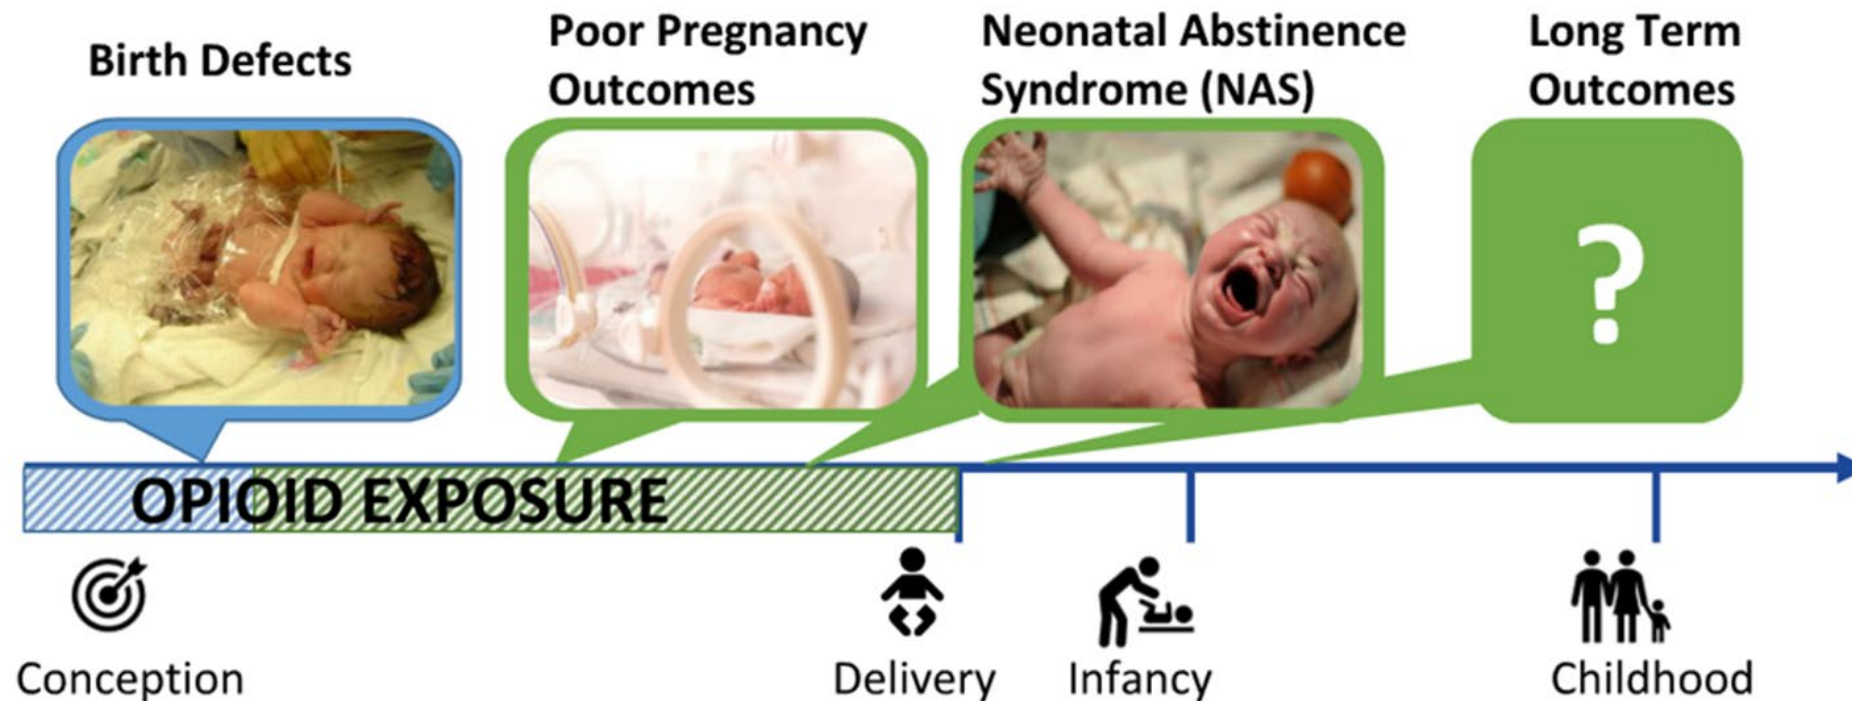 Birth Defects
Poor Pregnancy
Outcomes
Neonatal Abstinence
Syndrome (NAS)
Long Term
Outcomes
?
OPIOID EXPOSURE
Conception
Delivery
Infancy
Childhood